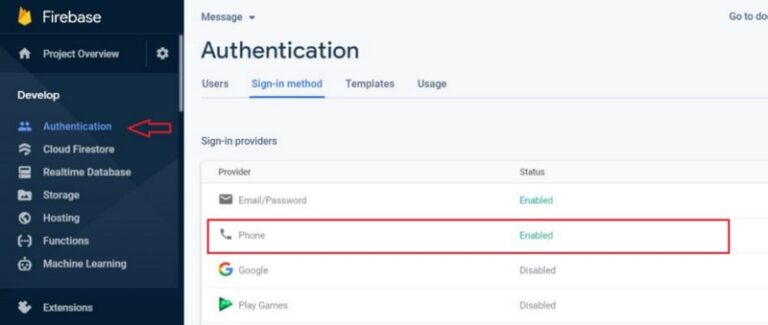 Firebase
Project Overview
Develop
Authentication
Cloud Firestore
Realtime Database
Storage
Hosting
Functions
Machine Learning
Extensions
Message
Go to do
Authentication
Users Sign-in method Templates Usage
Sign-in providers
Provider Status
Email/Password Enabled
Phone Enabled
Google Disabled
Play Games Disabled